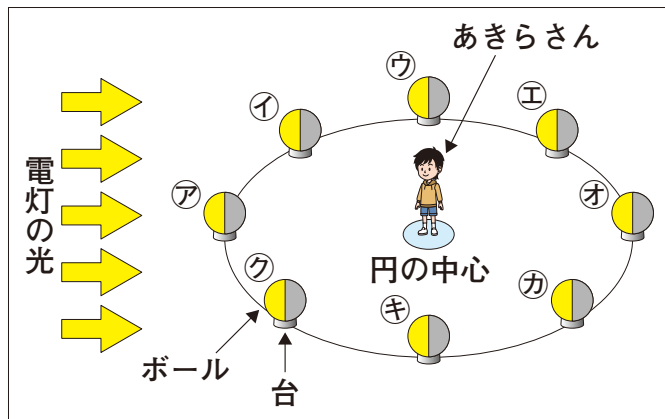 あきらさん
㋒
㋑
㋓
電灯の光
㋐
㋔
円の中心
㋗
㋕
㋖
ボール
台